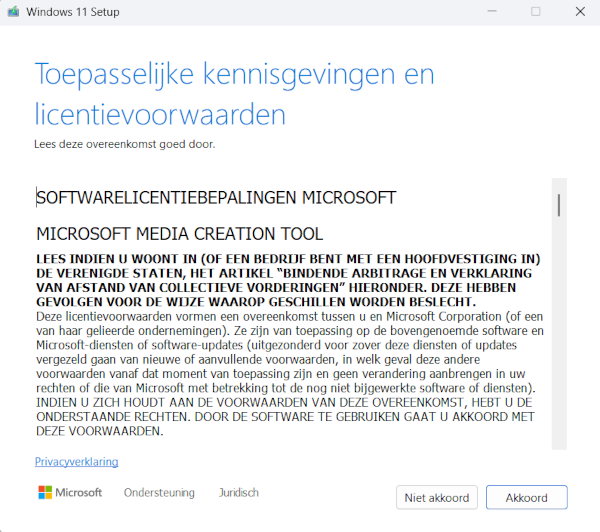 Windows 11 Setup
Toepasselijke kennisgevingen en
licentievoorwaarden
Lees deze overeenkomst goed door.
SOFTWARELICENTIEBEPALINGEN MICROSOFT
MICROSOFT MEDIA CREATION TOOL
LEES INDIEN U WOONT IN (OF EEN BEDRIJF BENT MET EEN HOOFDVESTIGING IN)
DE VERENIGDE STATEN, HET ARTIKEL “BINDENDE ARBITRAGE EN VERKLARING
VAN AFSTAND VAN COLLECTIEVE VORDERINGEN” HIERONDER. DEZE HEBBEN
GEVOLGEN VOOR DE WIJZE WAAROP GESCHILLEN WORDEN BESLECHT.
Deze licentievoorwaarden vormen een overeenkomst tussen u en Microsoft Corporation (of een
van haar gelieerde ondernemingen). Ze zijn van toepassing op de bovengenoemde software en
Microsoft-diensten of software-updates (uitgezonderd voor zover deze diensten of updates
vergezeld gaan van nieuwe of aanvullende voorwaarden, in welk geval deze andere
voorwaarden vanaf dat moment van toepassing zijn en geen verandering aanbrengen in uw
rechten of die van Microsoft met betrekking tot de nog niet bijgewerkte software of diensten).
INDIEN U ZICH HOUDT AAN DE VOORWAARDEN VAN DEZE OVEREENKOMST, HEBT U DE
ONDERSTAANDE RECHTEN. DOOR DE SOFTWARE TE GEBRUIKEN GAAT U AKKOORD MET
DEZE VOORWAARDEN.
Privacyverklaring
Microsoft Ondersteuning Juridisch Niet akkoord Akkoord